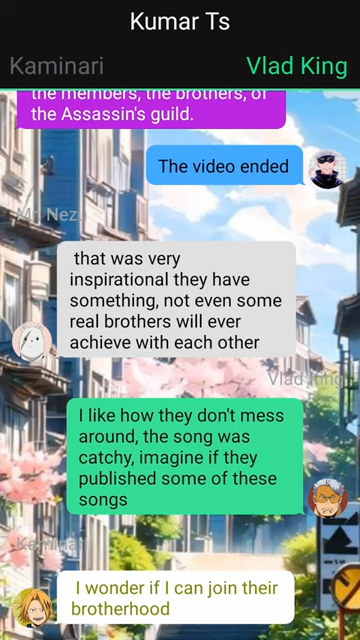 Kumar Ts
Kaminari Vlad King
the members, the brothers, of
the Assassin's guild.
The video ended
Mr Nezu
that was very
inspirational they have
something, not even some
real brothers will ever
achieve with each other
Vlad King
I like how they don't mess
around, the song was
catchy, imagine if they
published some of these
songs
Kaminari
I wonder if I can join their
brotherhood